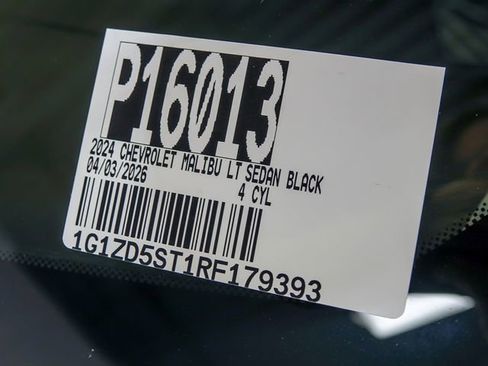 P16013
2024 CHEVROLET MALIBU LT SEDAN BLACK
04/03/2026 4 CYL
1G1ZD5ST1RF179393